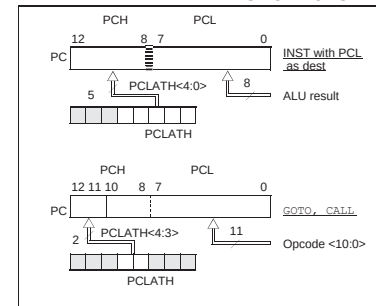 PCH PCL
12 8 7 0
PC
INST with PCL
as dest
PCLATH<4:0>
5
8
ALU result
PCLATH
PCH PCL
12 11 10 8 7 0
PC
GOTO, CALL
PCLATH<4:3>
2
11
Opcode <10:0>
PCLATH